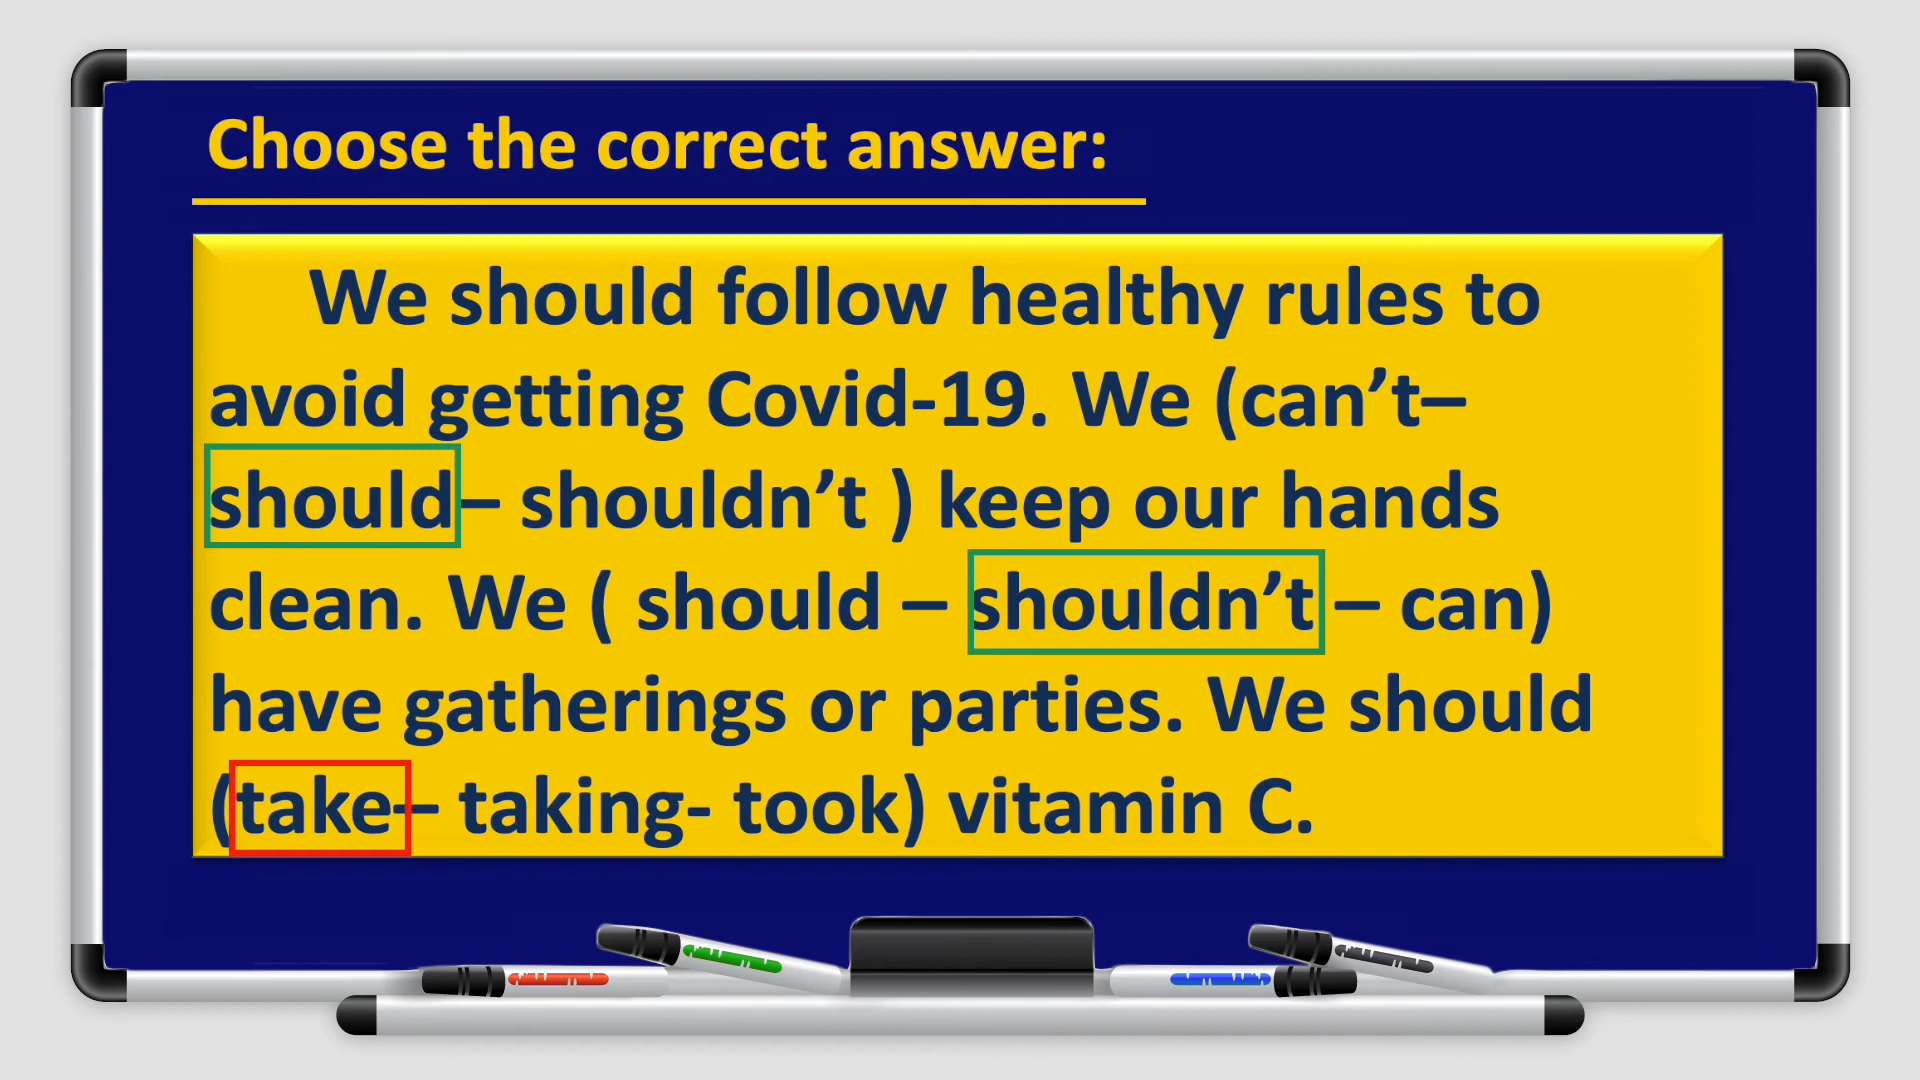 Choose the correct answer:
We should follow healthy rules to
avoid getting Covid-19. We (can’t–
should– shouldn’t ) keep our hands
clean. We ( should – shouldn’t – can)
have gatherings or parties. We should
(take– taking- took) vitamin C.